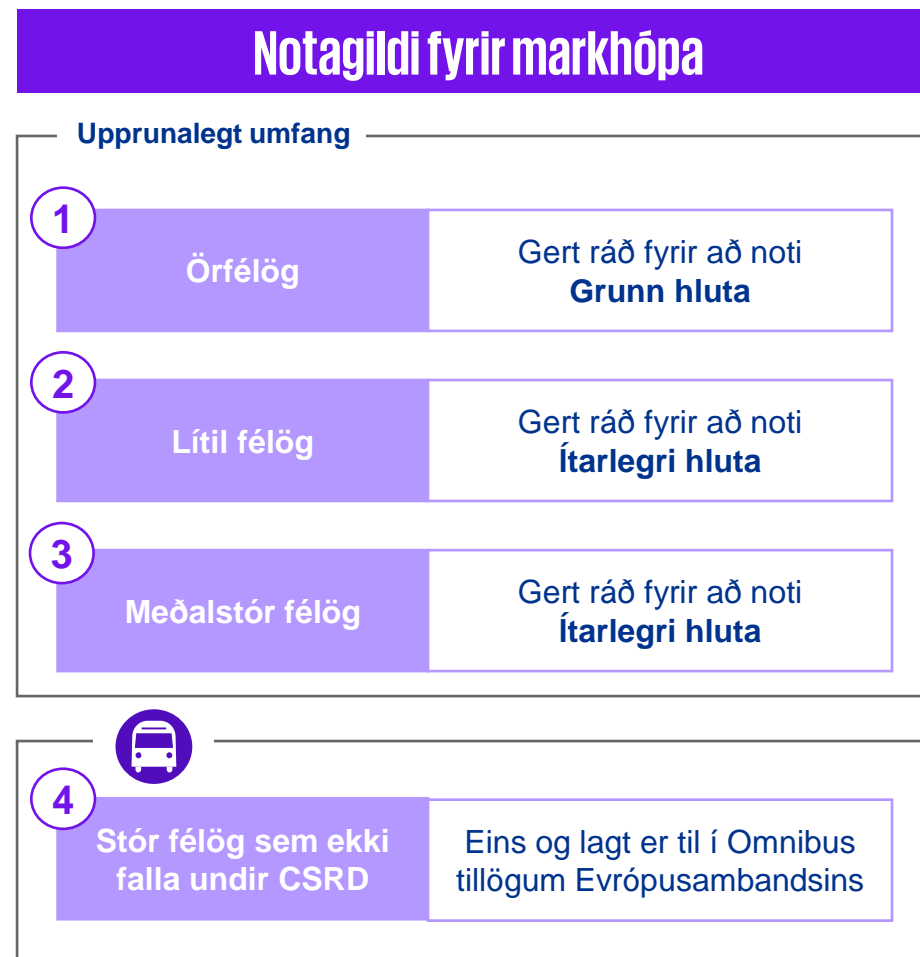 Notagildi fyrir markhópa
Upprunalegt umfang
1
Örfélög
Gert ráð fyrir að noti
Grunn hluta
2
Lítil félög
Gert ráð fyrir að noti
Ítarlegri hluta
3
Meðalstór félög
Gert ráð fyrir að noti
Ítarlegri hluta
4
Stór félög sem ekki
falla undir CSRD
Eins og lagt er til í Omnibus
tillögum Evrópusambandsins